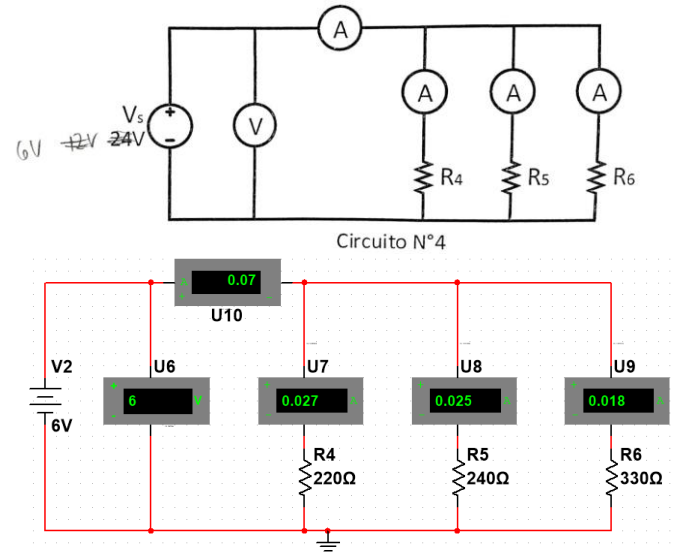 A
A
A
A
V
Vs
6V 12V 24V
R4
R5
R6
Circuito N°4
0.07
U10
V2
6V
U6
6 V
U7
0.027 A
U8
0.025 A
U9
0.018 A
R4
220Ω
R5
240Ω
R6
330Ω